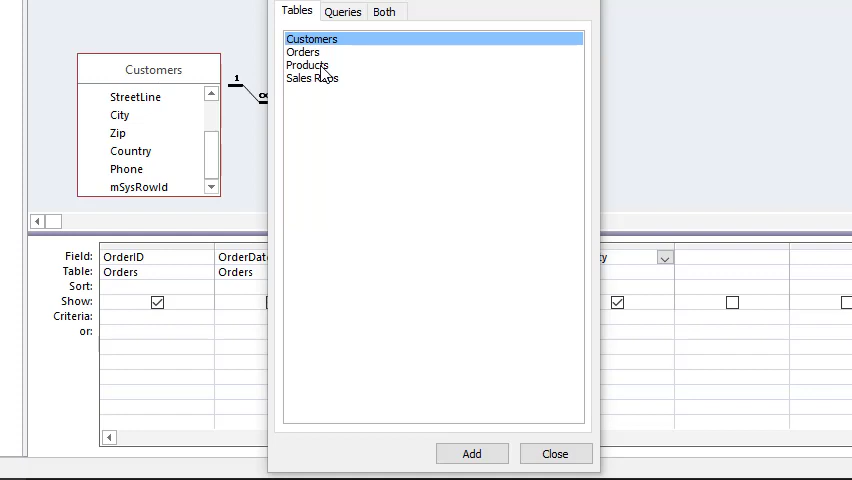 Tables Queries Both
Customers
Orders
Products
Sales Reps
Customers
StreetLine
City
Zip
Country
Phone
mSysRowId
1
Field: OrderID OrderDat
Table: Orders Orders
Sort:
Show:
Criteria:
or:
Add Close